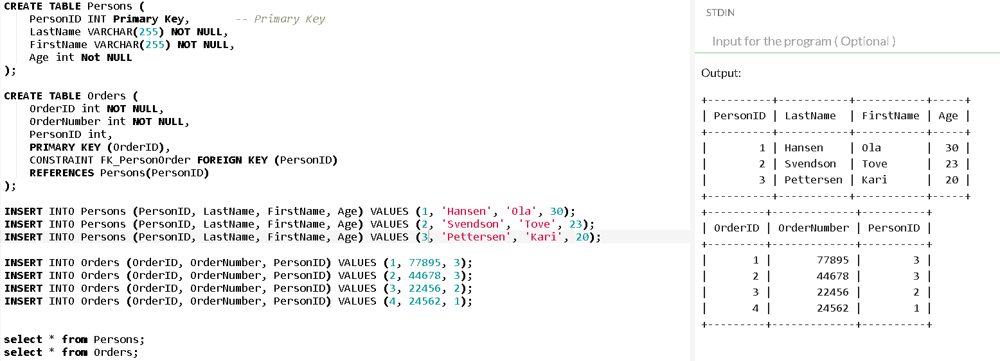 CREATE TABLE Persons (
    PersonID INT Primary Key,       -- Primary Key
    LastName VARCHAR(255) NOT NULL,
    FirstName VARCHAR(255) NOT NULL,
    Age int Not NULL
);

CREATE TABLE Orders (
    OrderID int NOT NULL,
    OrderNumber int NOT NULL,
    PersonID int,
    PRIMARY KEY (OrderID),
    CONSTRAINT FK_PersonOrder FOREIGN KEY (PersonID)
    REFERENCES Persons(PersonID)
);

INSERT INTO Persons (PersonID, LastName, FirstName, Age) VALUES (1, 'Hansen', 'Ola', 30);
INSERT INTO Persons (PersonID, LastName, FirstName, Age) VALUES (2, 'Svendson', 'Tove', 23);
INSERT INTO Persons (PersonID, LastName, FirstName, Age) VALUES (3, 'Pettersen', 'Kari', 20);

INSERT INTO Orders (OrderID, OrderNumber, PersonID) VALUES (1, 77895, 3);
INSERT INTO Orders (OrderID, OrderNumber, PersonID) VALUES (2, 44678, 3);
INSERT INTO Orders (OrderID, OrderNumber, PersonID) VALUES (3, 22456, 2);
INSERT INTO Orders (OrderID, OrderNumber, PersonID) VALUES (4, 24562, 1);

select * from Persons;
select * from Orders;
STDIN
Input for the program ( Optional )
Output:
+----------+-----------+-----------+-----+
| PersonID | LastName  | FirstName | Age |
+----------+-----------+-----------+-----+
|        1 | Hansen    | Ola       |  30 |
|        2 | Svendson  | Tove      |  23 |
|        3 | Pettersen | Kari      |  20 |
+----------+-----------+-----------+-----+
+---------+-------------+----------+
| OrderID | OrderNumber | PersonID |
+---------+-------------+----------+
|       1 |       77895 |        3 |
|       2 |       44678 |        3 |
|       3 |       22456 |        2 |
|       4 |       24562 |        1 |
+---------+-------------+----------+